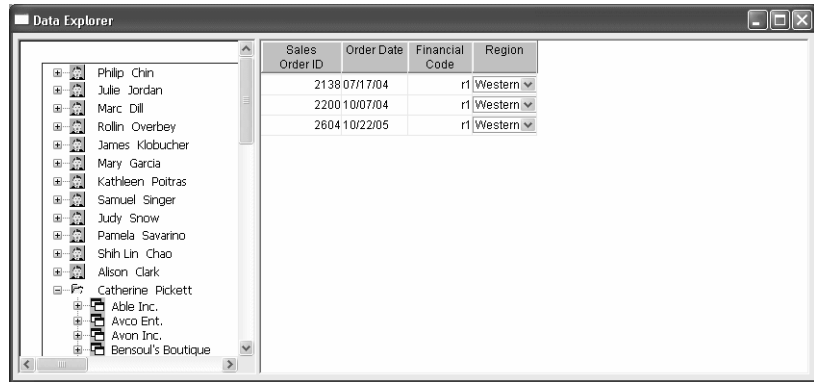 Data Explorer
Philip Chin
Julie Jordan
Marc Dill
Rollin Overbey
James Klobucher
Mary Garcia
Kathleen Poitras
Samuel Singer
Judy Snow
Pamela Savarino
Shih Lin Chao
Alison Clark
Catherine Pickett
Able Inc.
Avco Ent.
Avon Inc.
Bensoul's Boutique
Sales Order ID Order Date Financial Code Region
2138 07/17/04 r1 Western
2200 10/07/04 r1 Western
2604 10/22/05 r1 Western